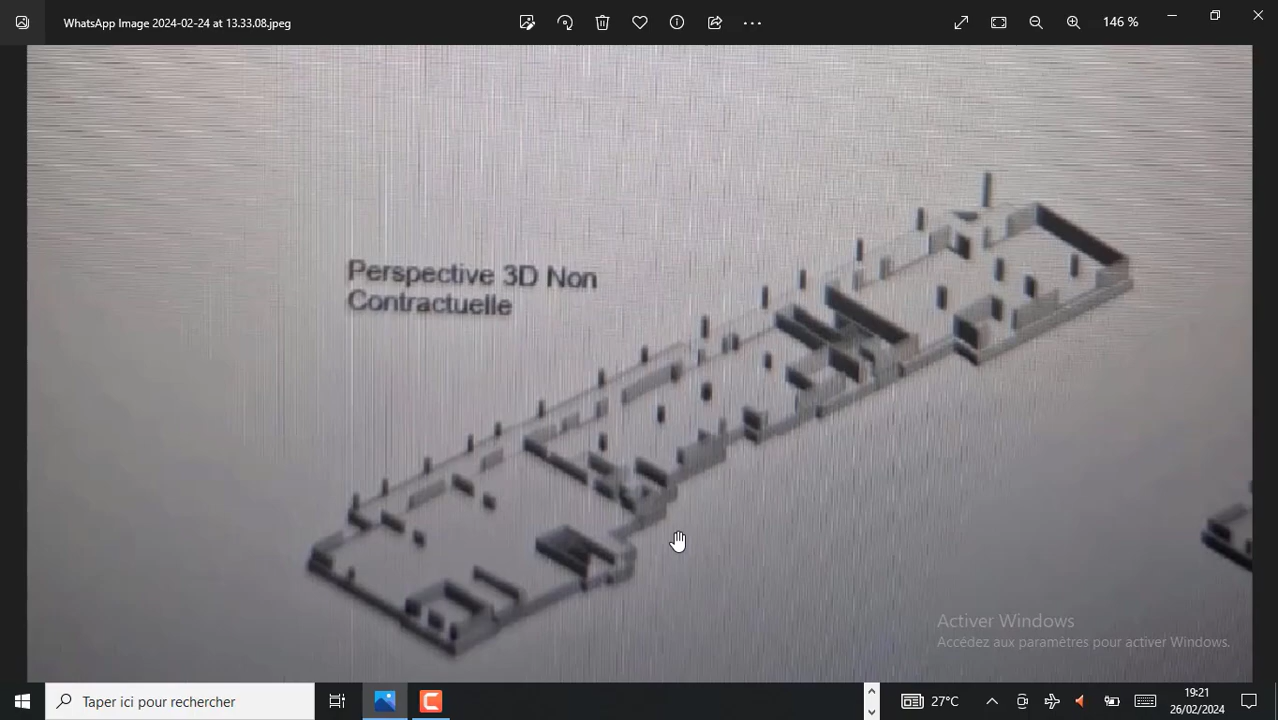 WhatsApp Image 2024-02-24 at 13.33.08.jpeg
146 %
Perspective 3D Non
Contractuelle
Activer Windows
Accédez aux paramètres pour activer Windows.
Taper ici pour rechercher
27°C
19:21
26/02/2024